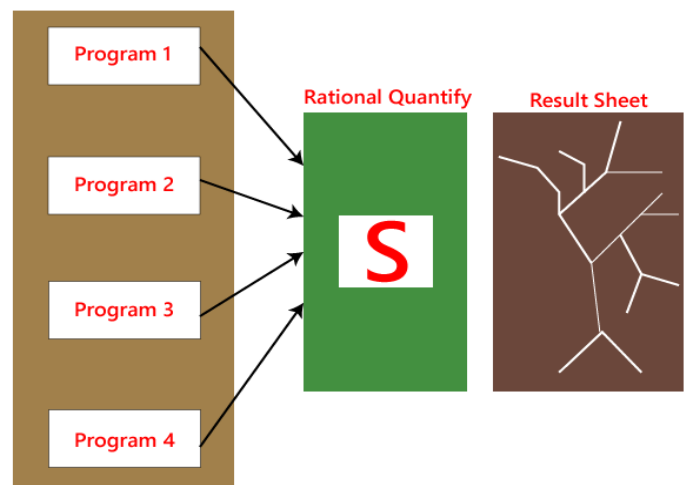 Program 1
Program 2
Program 3
Program 4
Rational Quantify
S
Result Sheet